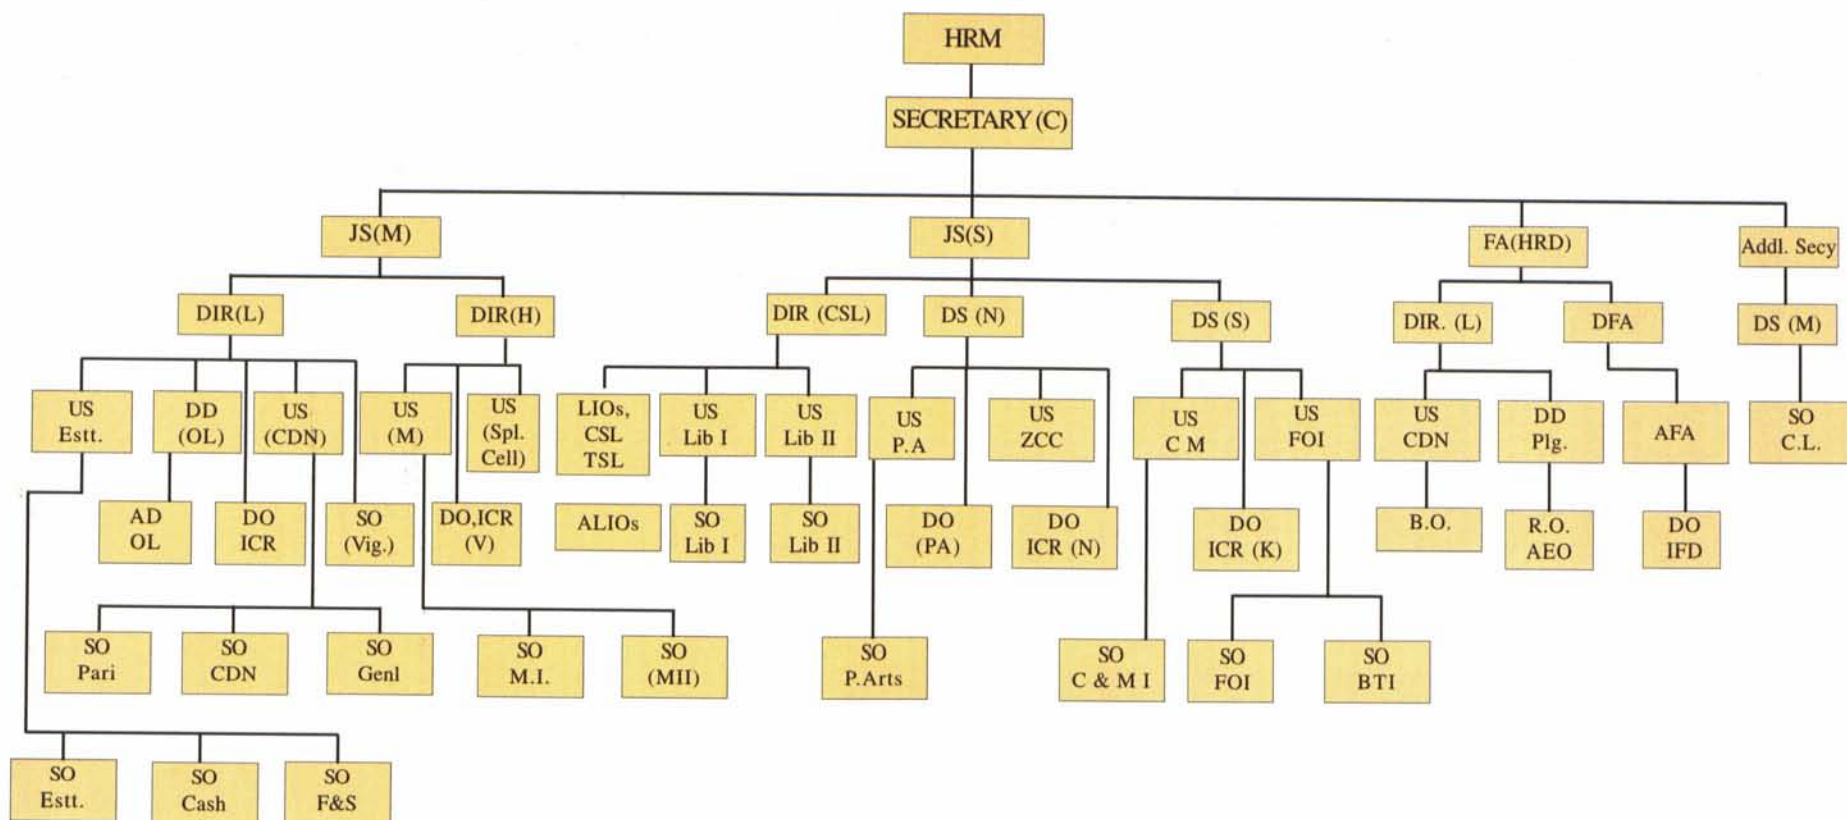 HRM
SECRETARY (C)
JS(M)
JS(S)
FA(HRD)
Addl. Secy
DIR(L)
DIR(H)
DIR (CSL)
DS (N)
DS (S)
DIR. (L)
DFA
DS (M)
US
Estt.
DD
(OL)
US
(CDN)
US
(M)
US
(Spl.
Cell)
LIOs,
CSL
TSL
US
Lib I
US
Lib II
US
P.A
US
ZCC
US
C M
US
FOI
US
CDN
DD
Plg.
AFA
SO
C.L.
AD
OL
DO
ICR
SO
(Vig.)
DO,ICR
(V)
ALIOs
SO
Lib I
SO
Lib II
DO
(PA)
DO
ICR (N)
DO
ICR (K)
B.O.
R.O.
AEO
DO
IFD
SO
Pari
SO
CDN
SO
Genl
SO
M.I.
SO
(MII)
SO
P.Arts
SO
C & M I
SO
FOI
SO
BTI
SO
Estt.
SO
Cash
SO
F&S